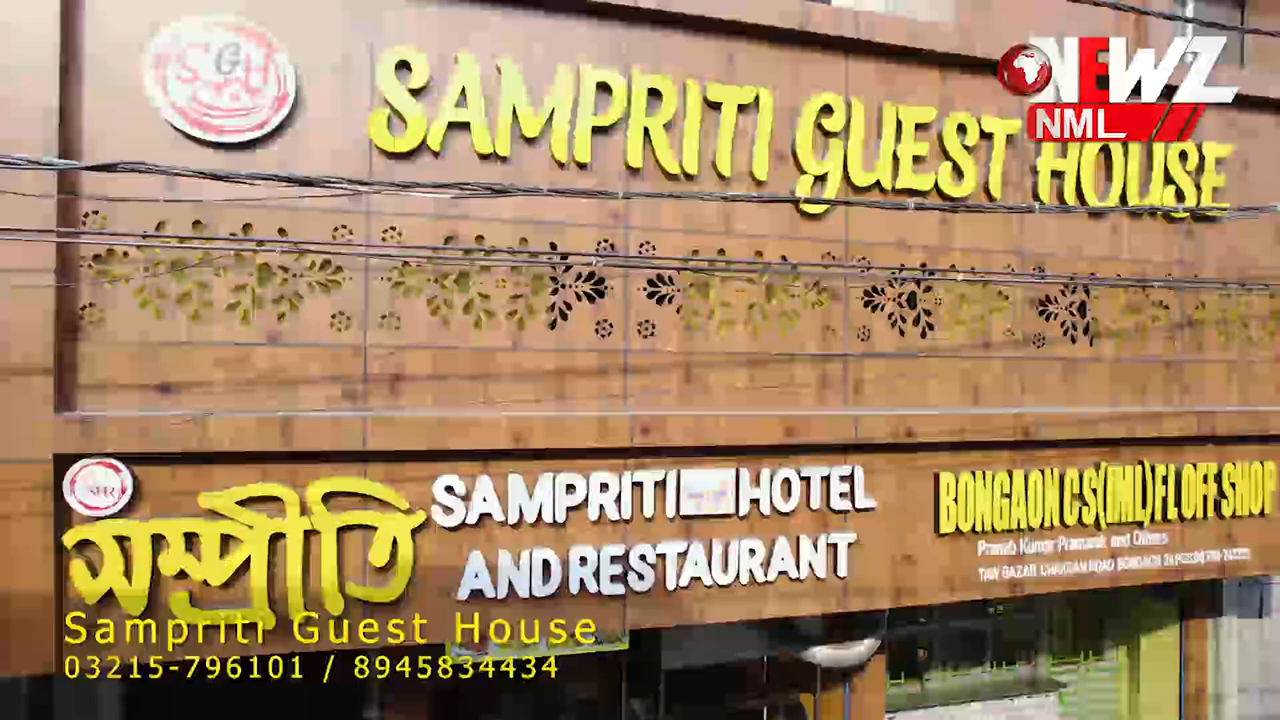 SGH
SAMPRITI GUEST HOUSE
NEWZ
NML
সম্প্রীতি
SAMPRITI HOTEL
AND RESTAURANT
BONGAON CS(IML) FL OFF SHOP
Sampriti Guest House
03215-796101 / 8945834434